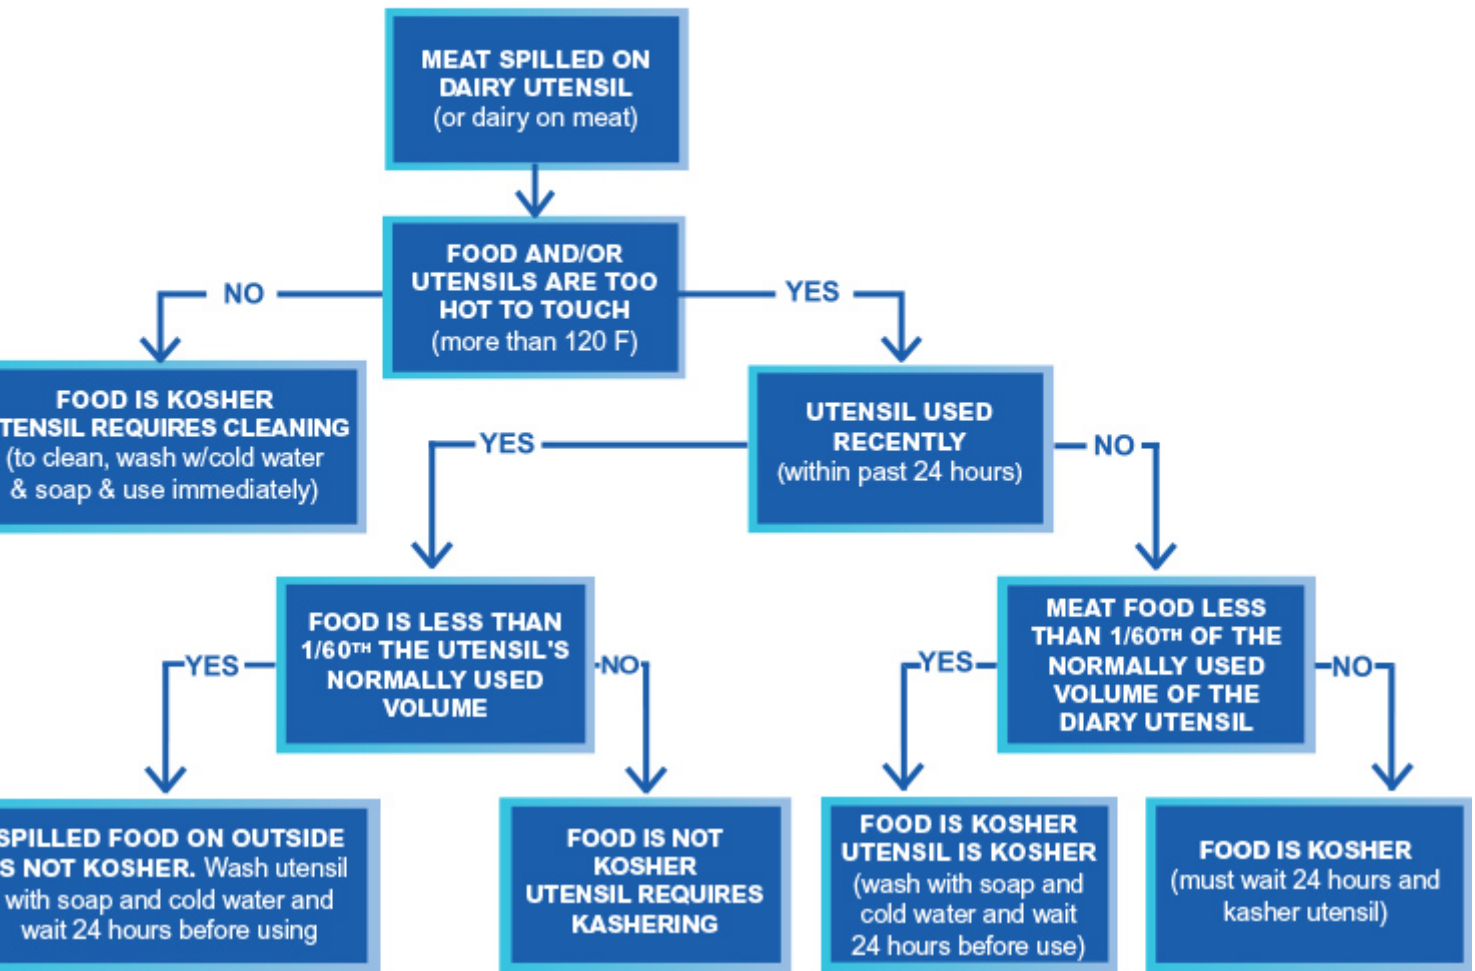 MEAT SPILLED ON
DAIRY UTENSIL
(or dairy on meat)
FOOD AND/OR
UTENSILS ARE TOO
HOT TO TOUCH
(more than 120 F)
NO
YES
FOOD IS KOSHER
TENSIL REQUIRES CLEANING
(to clean, wash w/cold water
& soap & use immediately)
UTENSIL USED
RECENTLY
(within past 24 hours)
YES
NO
FOOD IS LESS THAN
1/60TH THE UTENSIL'S
NORMALLY USED
VOLUME
MEAT FOOD LESS
THAN 1/60TH OF THE
NORMALLY USED
VOLUME OF THE
DIARY UTENSIL
YES
NO
YES
NO
SPILLED FOOD ON OUTSIDE
S NOT KOSHER. Wash utensil
with soap and cold water and
wait 24 hours before using
FOOD IS NOT
KOSHER
UTENSIL REQUIRES
KASHERING
FOOD IS KOSHER
UTENSIL IS KOSHER
(wash with soap and
cold water and wait
24 hours before use)
FOOD IS KOSHER
(must wait 24 hours and
kasher utensil)